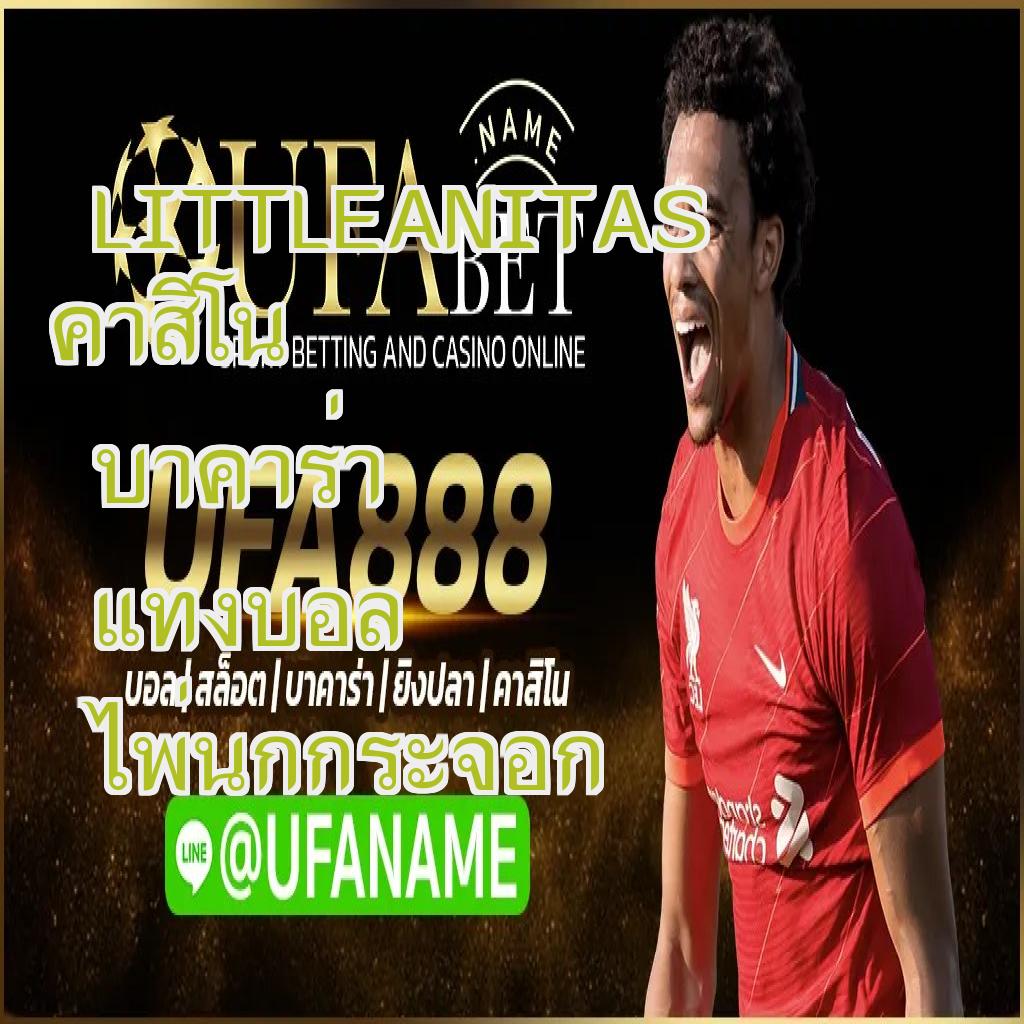 .NAME
UFABET
LITTLEANITAS
คาสิโน
BETTING AND CASINO ONLINE
บาคาร่า
UFA888
แทงบอล
บอล | สล็อต | บาคาร่า | ยิงปลา | คาสิโน
ไพ่นกกระจอก
LINE @UFANAME